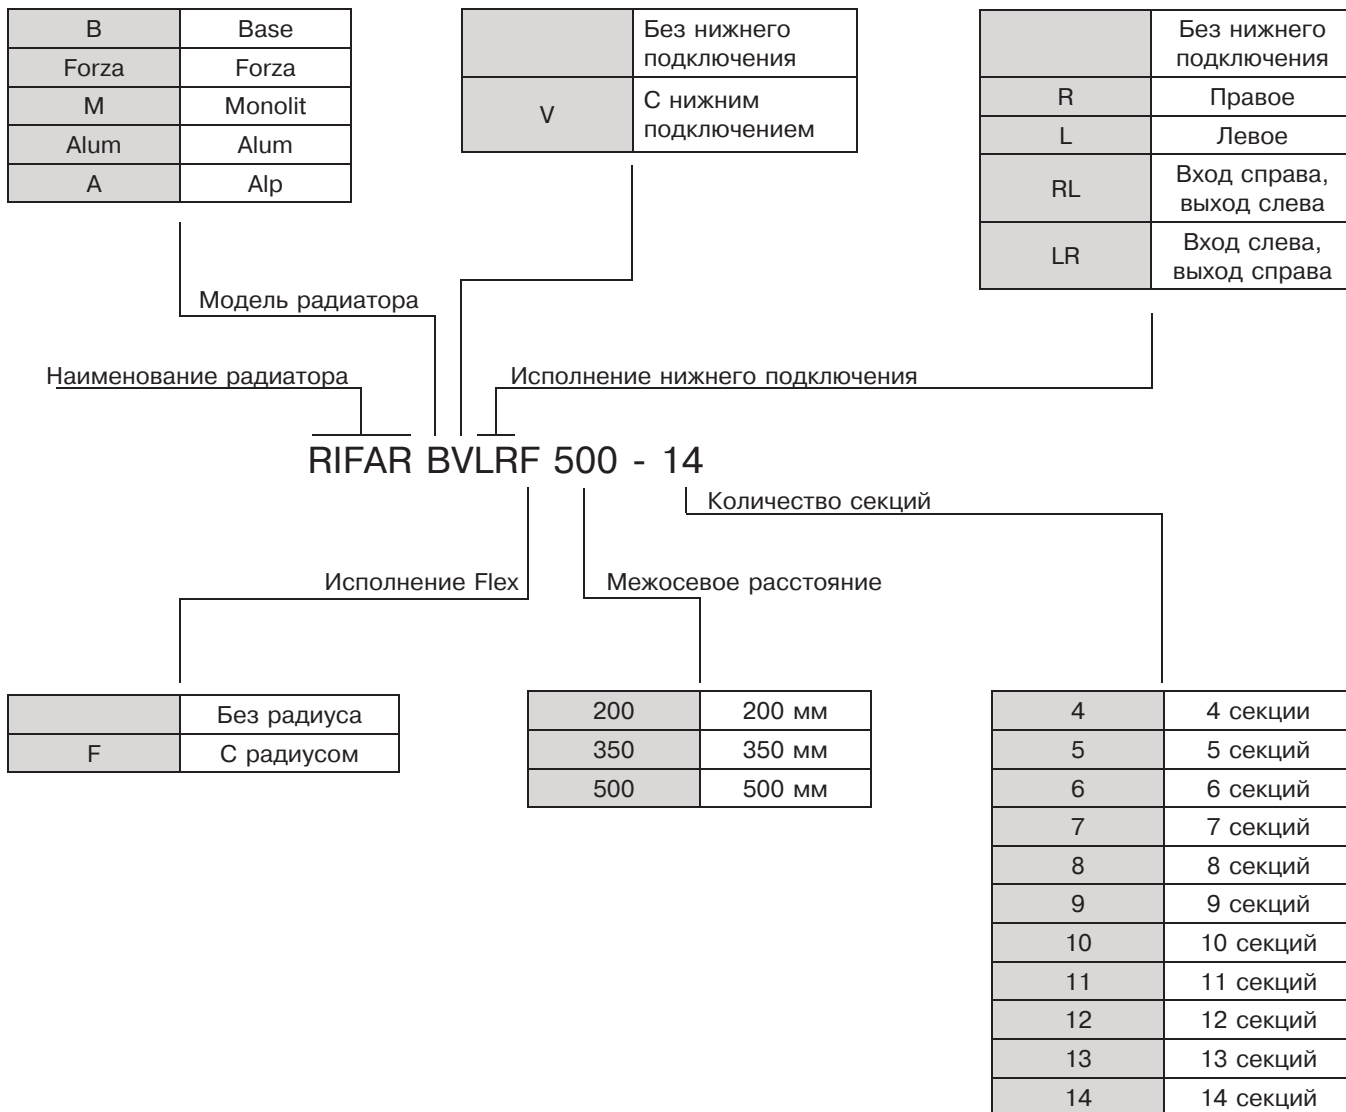 B Base
Forza Forza
M Monolit
Alum Alum
A Alp
Без нижнего
подключения
V С нижним
подключением
Без нижнего
подключения
R Правое
L Левое
RL Вход справа,
выход слева
LR Вход слева,
выход справа
Модель радиатора
Наименование радиатора
Исполнение нижнего подключения
RIFAR BVLRF 500 - 14
Количество секций
Исполнение Flex
Межосевое расстояние
Без радиуса
F С радиусом
200 200 мм
350 350 мм
500 500 мм
4 4 секции
5 5 секций
6 6 секций
7 7 секций
8 8 секций
9 9 секций
10 10 секций
11 11 секций
12 12 секций
13 13 секций
14 14 секций